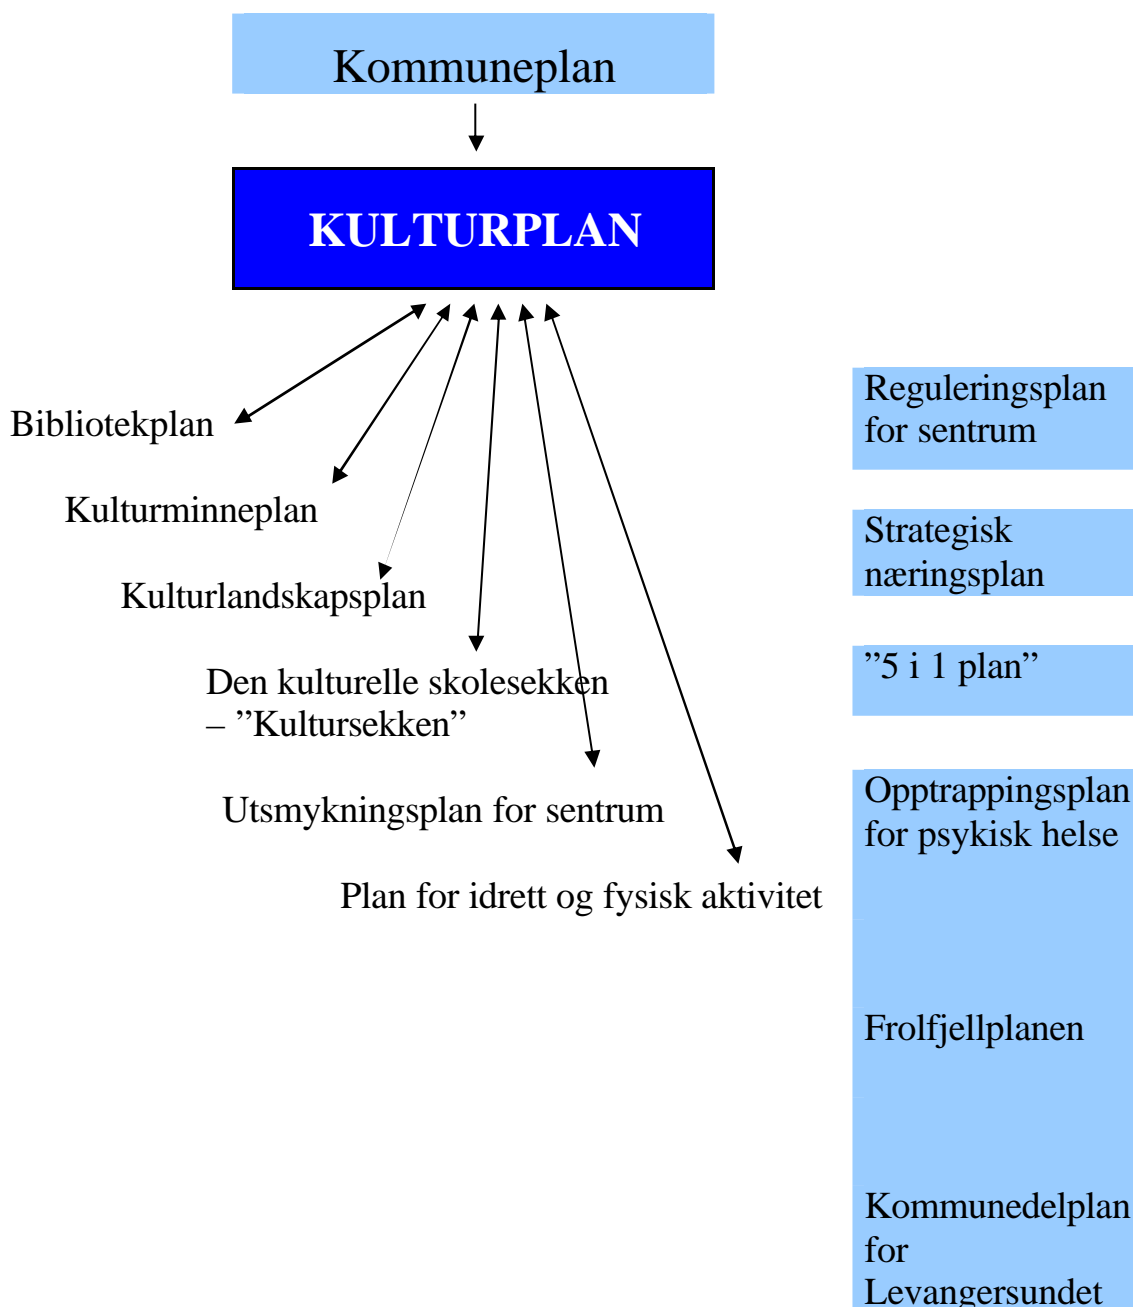 Kommuneplan
KULTURPLAN
Bibliotekplan
Kulturminneplan
Kulturlandskapsplan
Den kulturelle skolesekken
– ”Kultursekken”
Utsmykningsplan for sentrum
Plan for idrett og fysisk aktivitet
Reguleringsplan
for sentrum
Strategisk
næringsplan
”5 i 1 plan”
Opptrappingsplan
for psykisk helse
Frolfjellplanen
Kommunedelplan
for
Levangersundet